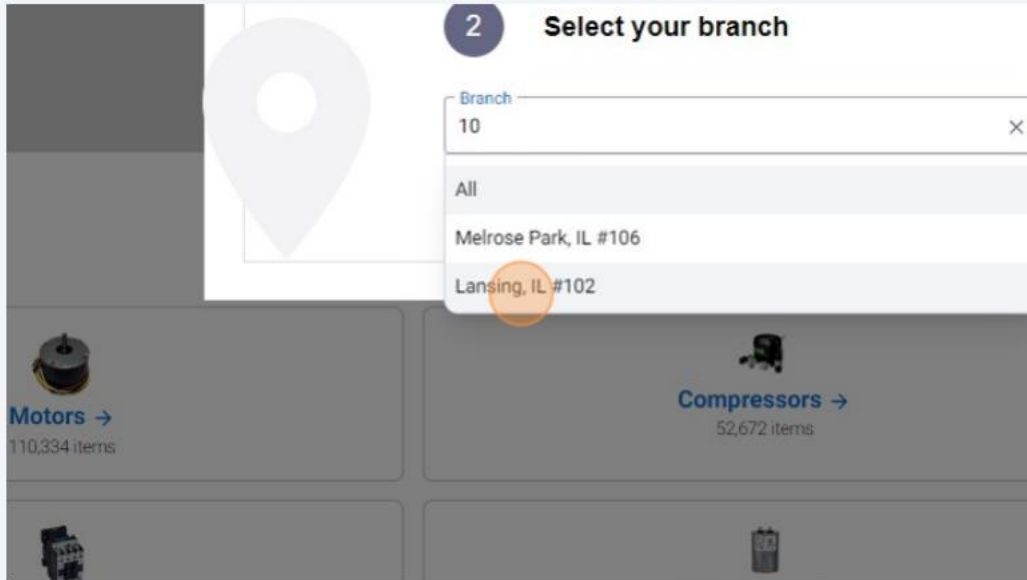 2 Select your branch
Branch
10
All
Melrose Park, IL #106
Lansing, IL #102
Motors →
110,334 items
Compressors →
52,672 items